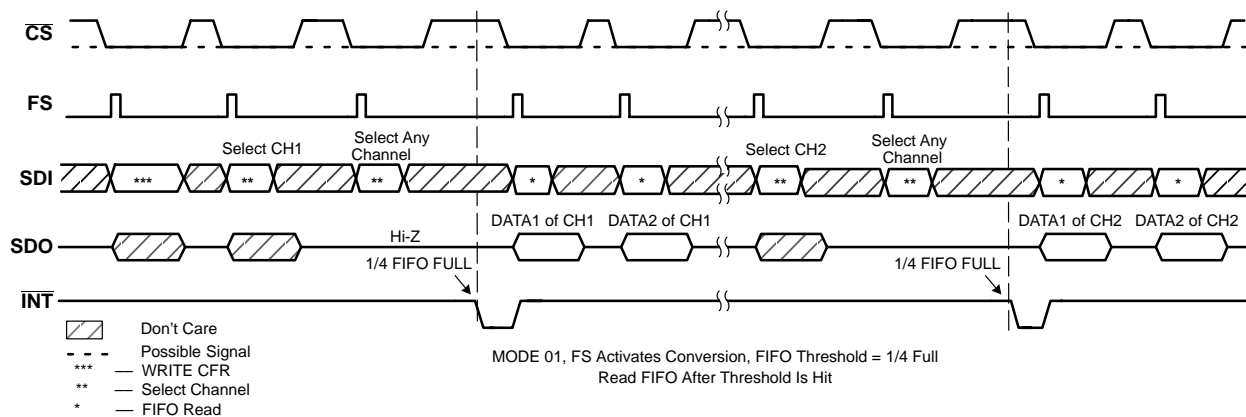 CS
FS
Select CH1
Select Any
Channel
Select CH2
Select Any
Channel
SDI
***
**
**
*
*
**
**
*
*
DATA1 of CH1
DATA2 of CH1
DATA1 of CH2
DATA2 of CH2
SDO
Hi-Z
1/4 FIFO FULL
1/4 FIFO FULL
INT
Don't Care
Possible Signal
*** — WRITE CFR
** — Select Channel
* — FIFO Read
MODE 01, FS Activates Conversion, FIFO Threshold = 1/4 Full
Read FIFO After Threshold Is Hit